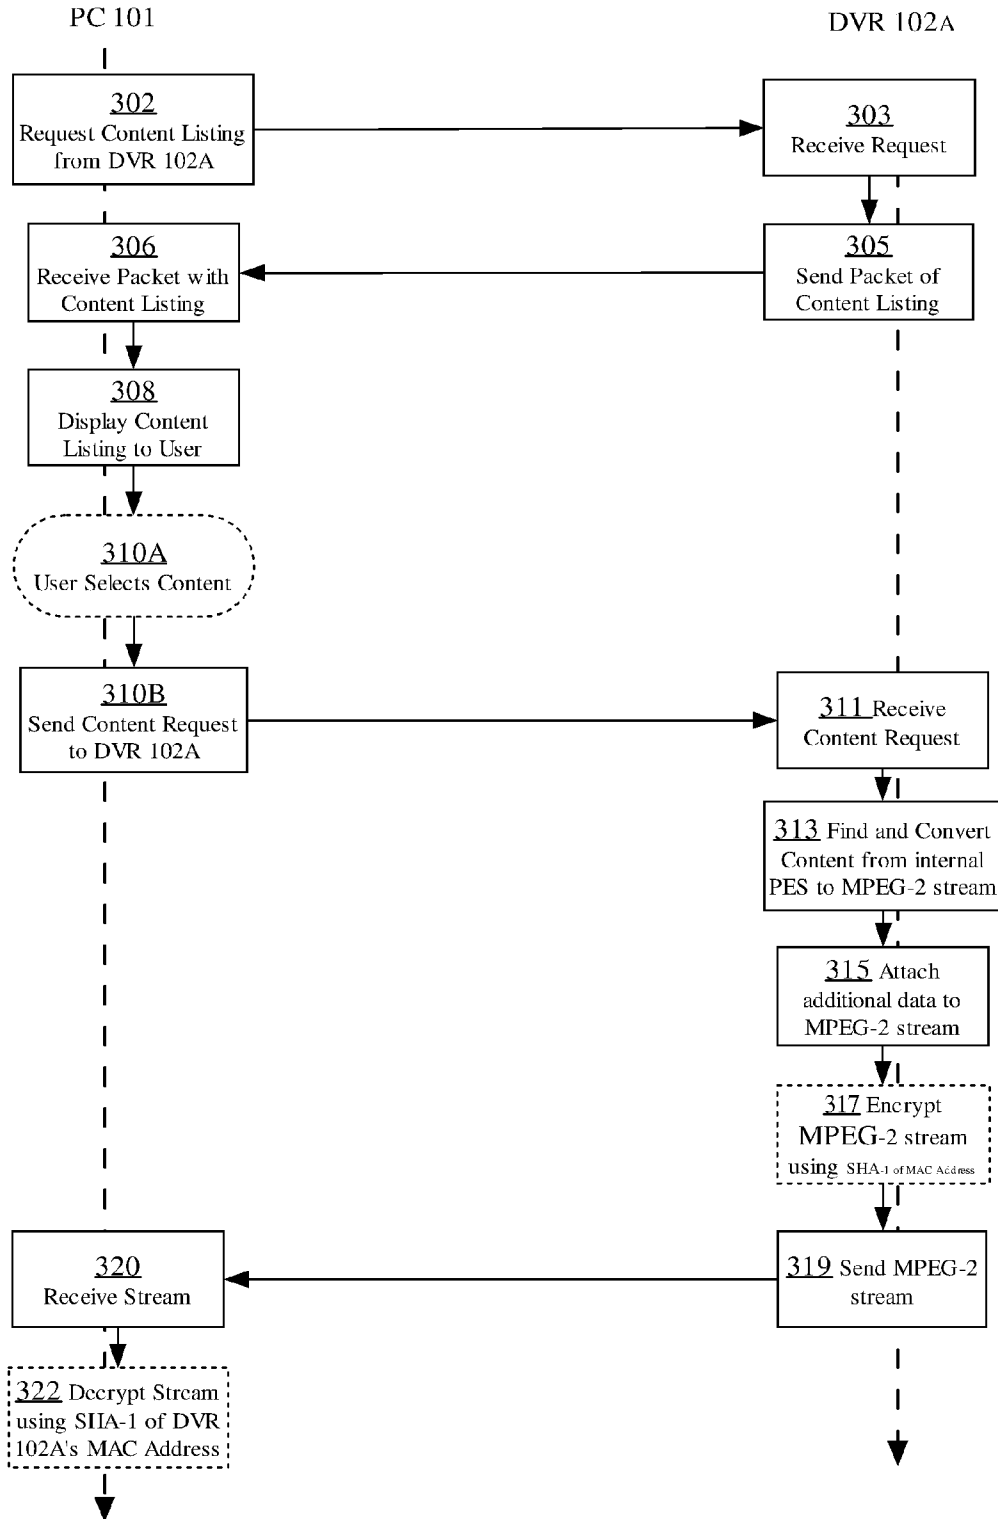 PC 101
DVR 102A
302
Request Content Listing
from DVR 102A
303
Receive Request
306
Receive Packet with
Content Listing
305
Send Packet of
Content Listing
308
Display Content
Listing to User
310A
User Selects Content
310B
Send Content Request
to DVR 102A
311 Receive
Content Request
313 Find and Convert
Content from internal
PES to MPEG-2 stream
315 Attach
additional data to
MPEG-2 stream
317 Encrypt
MPEG-2 stream
using SHA-1 of MAC Address
320
Receive Stream
319 Send MPEG-2
stream
322 Decrypt Stream
using SHA-1 of DVR
102A's MAC Address